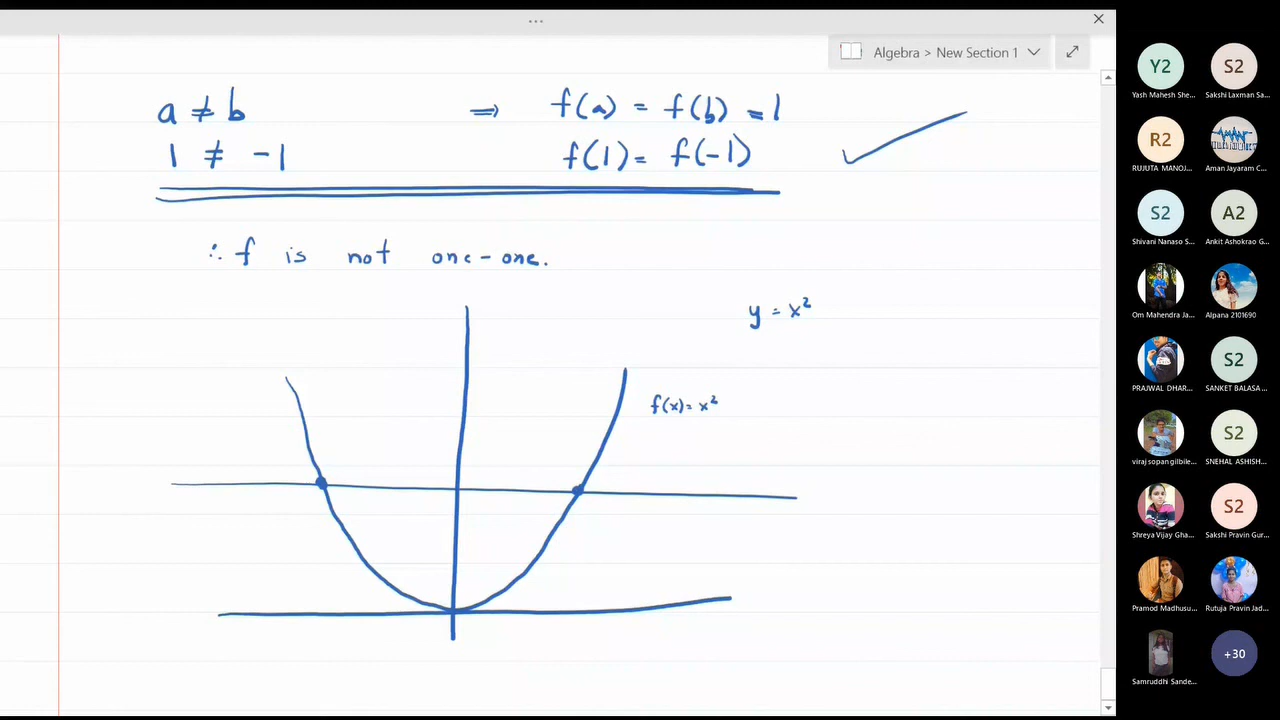 Algebra > New Section 1
a ≠ b ⇒ f(a) = f(b) = 1
1 ≠ -1 f(1) = f(-1)
∴ f is not one-one.
y = x²
f(x) = x²
Y2
Yash Mahesh She...
S2
Sakshi Laxman Sa...
R2
RUJUTA MANOJ...
AMAN
Aman Jayaram C...
S2
Shivani Nanaso S...
A2
Ankit Ashokrao G...
Om Mahendra Ja...
Alpana 2101690
PRAJWAL DHAR...
S2
SANKET BALASA...
viraj sopan gilbile...
S2
SNEHAL ASHISH...
Shreya Vijay Gha...
S2
Sakshi Pravin Gur...
Pramod Madhusu...
Rutuja Pravin Jad...
Samruddhi Sande...
+30